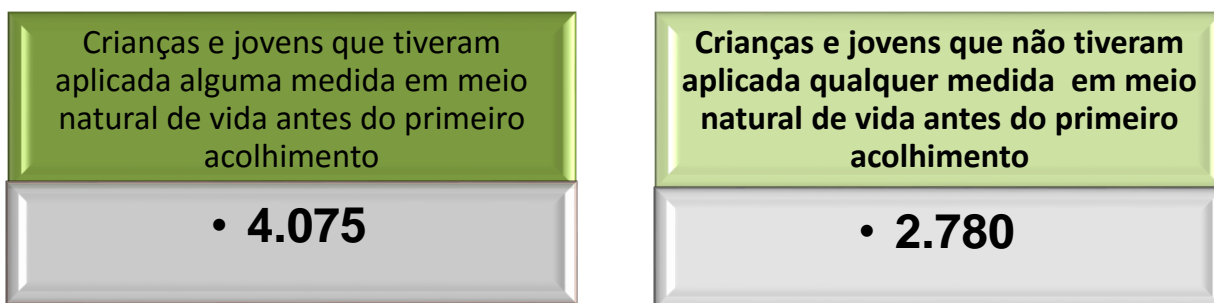 Crianças e jovens que tiveram
aplicada alguma medida em meio
natural de vida antes do primeiro
acolhimento
• 4.075
Crianças e jovens que não tiveram
aplicada qualquer medida em meio
natural de vida antes do primeiro
acolhimento
• 2.780